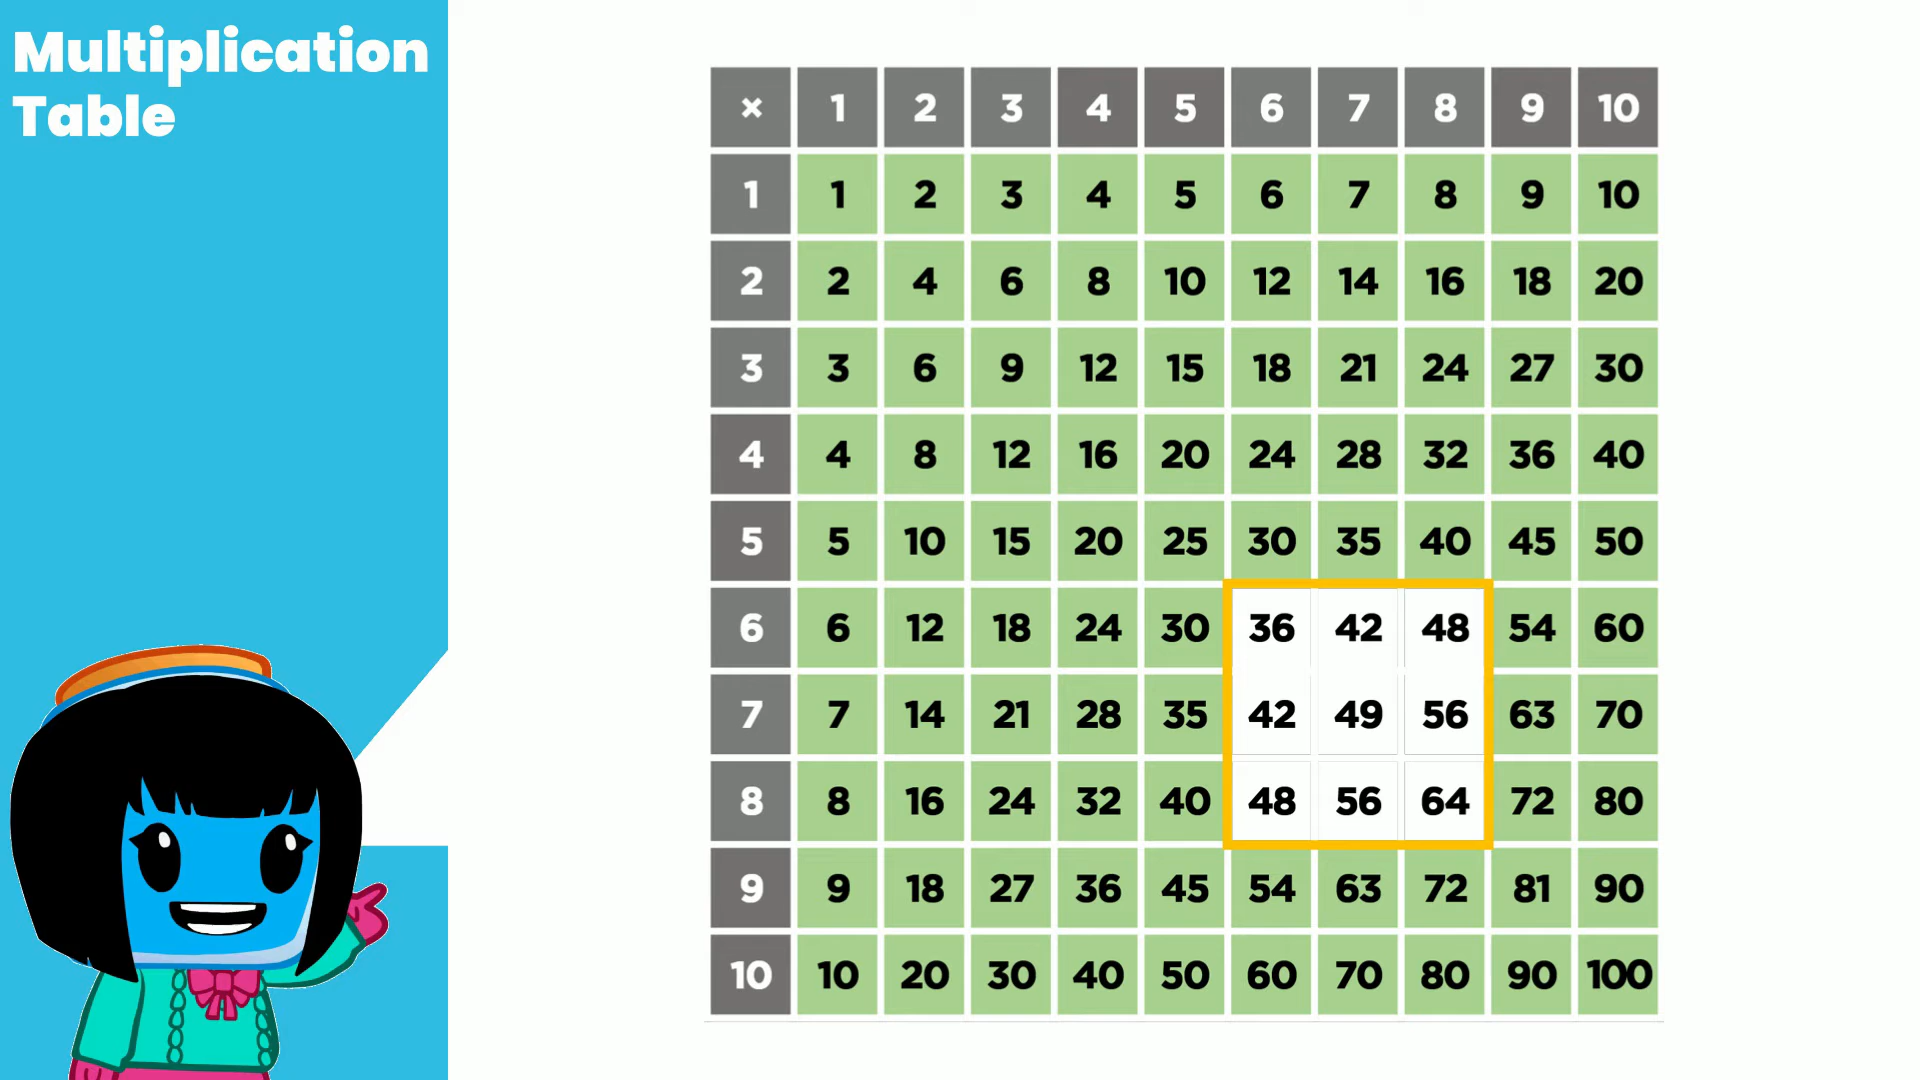 Multiplication
Table
× 1 2 3 4 5 6 7 8 9 10
1 1 2 3 4 5 6 7 8 9 10
2 2 4 6 8 10 12 14 16 18 20
3 3 6 9 12 15 18 21 24 27 30
4 4 8 12 16 20 24 28 32 36 40
5 5 10 15 20 25 30 35 40 45 50
6 6 12 18 24 30 36 42 48 54 60
7 7 14 21 28 35 42 49 56 63 70
8 8 16 24 32 40 48 56 64 72 80
9 9 18 27 36 45 54 63 72 81 90
10 10 20 30 40 50 60 70 80 90 100